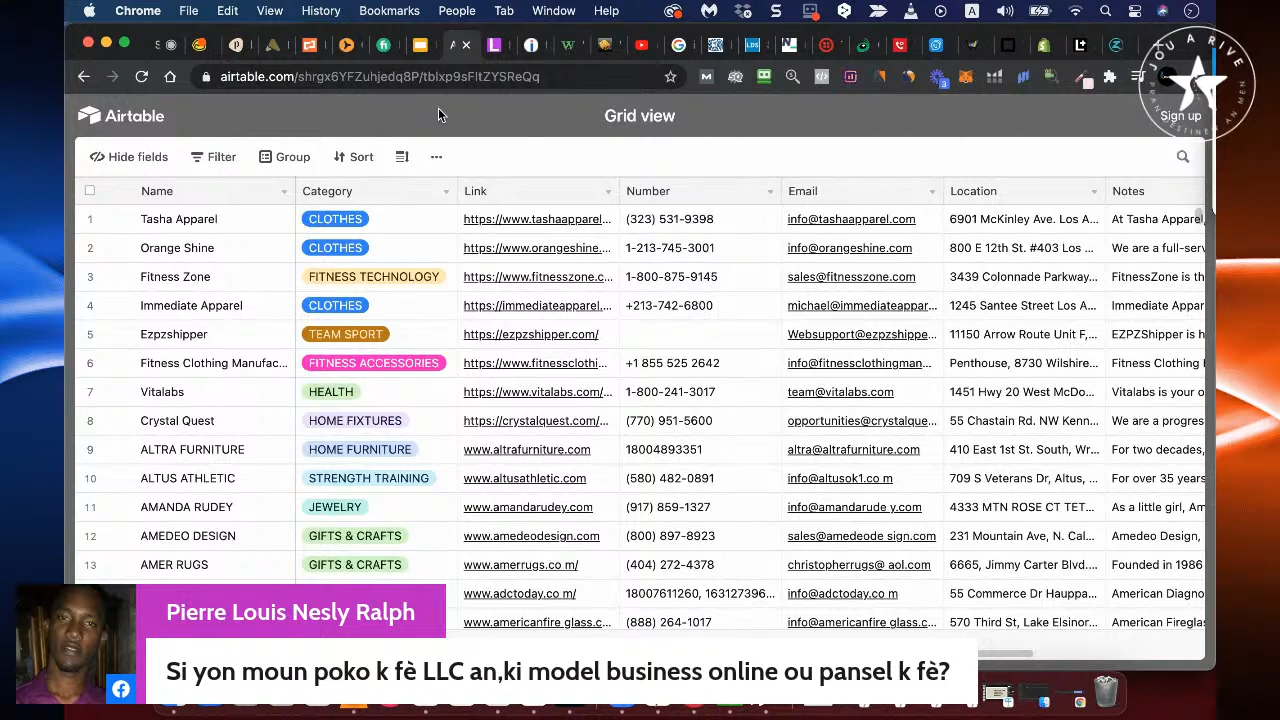 Chrome File Edit View History Bookmarks People Tab Window Help
airtable.com/shrgx6YFZuhjedq8P/tblxp9sFltZYSReQq
Airtable Grid view Sign up
Hide fields Filter Group Sort
Name Category Link Number Email Location Notes
1 Tasha Apparel CLOTHES https://www.tashaapparel... (323) 531-9398 info@tashaapparel.com 6901 McKinley Ave. Los A... At Tasha Apparel,
2 Orange Shine CLOTHES https://www.orangeshine.... 1-213-745-3001 info@orangeshine.com 800 E 12th St. #403 Los ... We are a full-serv
3 Fitness Zone FITNESS TECHNOLOGY https://www.fitnesszone.c... 1-800-875-9145 sales@fitnesszone.com 3439 Colonnade Parkway... FitnessZone is th
4 Immediate Apparel CLOTHES https://immediateapparel.... +213-742-6800 michael@immediateappar... 1245 Santee Street Los A... Immediate Appar
5 Ezpzshipper TEAM SPORT https://ezpzshipper.com/ Websupport@ezpzshippe... 11150 Arrow Route Unit F,... EZPZShipper is h
6 Fitness Clothing Manufac... FITNESS ACCESSORIES https://www.fitnessclothi... +1 855 525 2642 info@fitnessclothingman... Penthouse, 8730 Wilshire... Fitness Clothing I
7 Vitalabs HEALTH https://www.vitalabs.com/... 1-800-241-3017 team@vitalabs.com 1451 Hwy 20 West McDo... Vitalabs is your o
8 Crystal Quest HOME FIXTURES https://crystalquest.com/... (770) 951-5600 opportunities@crystalque... 55 Chastain Rd. NW Kenn... We are a progres
9 ALTRA FURNITURE HOME FURNITURE www.altrafurniture.com 18004893351 altra@altrafurniture.com 410 East 1st St. South, Wr... For two decades,
10 ALTUS ATHLETIC STRENGTH TRAINING www.altusathletic.com (580) 482-0891 info@altusok1.co m 709 S Veterans Dr, Altus, ... For over 35 years
11 AMANDA RUDEY JEWELRY www.amandarudey.com (917) 859-1327 info@amandarude y.com 4333 MTN ROSE CT TET... As a little girl, Am
12 AMEDEO DESIGN GIFTS & CRAFTS www.amedeodesign.com (800) 897-8923 sales@amedeode sign.com 231 Mountain Ave, N. Cal... Amedeo Design,
13 AMER RUGS GIFTS & CRAFTS www.amerrugs.co m/ (404) 272-4378 christopherrugs@ aol.com 6665, Jimmy Carter Blvd.... Founded in 1986
www.adctoday.co m/ 18007611260, 163127396... info@adctoday.co m 55 Commerce Dr Hauppa... American Diagno
www.americanfire glass.c... (888) 264-1017 info@americanfire glass.c... 570 Third St, Lake Elsinor... American Fireglas
Pierre Louis Nesly Ralph
Si yon moun poko k fè LLC an,ki model business online ou pansel k fè?